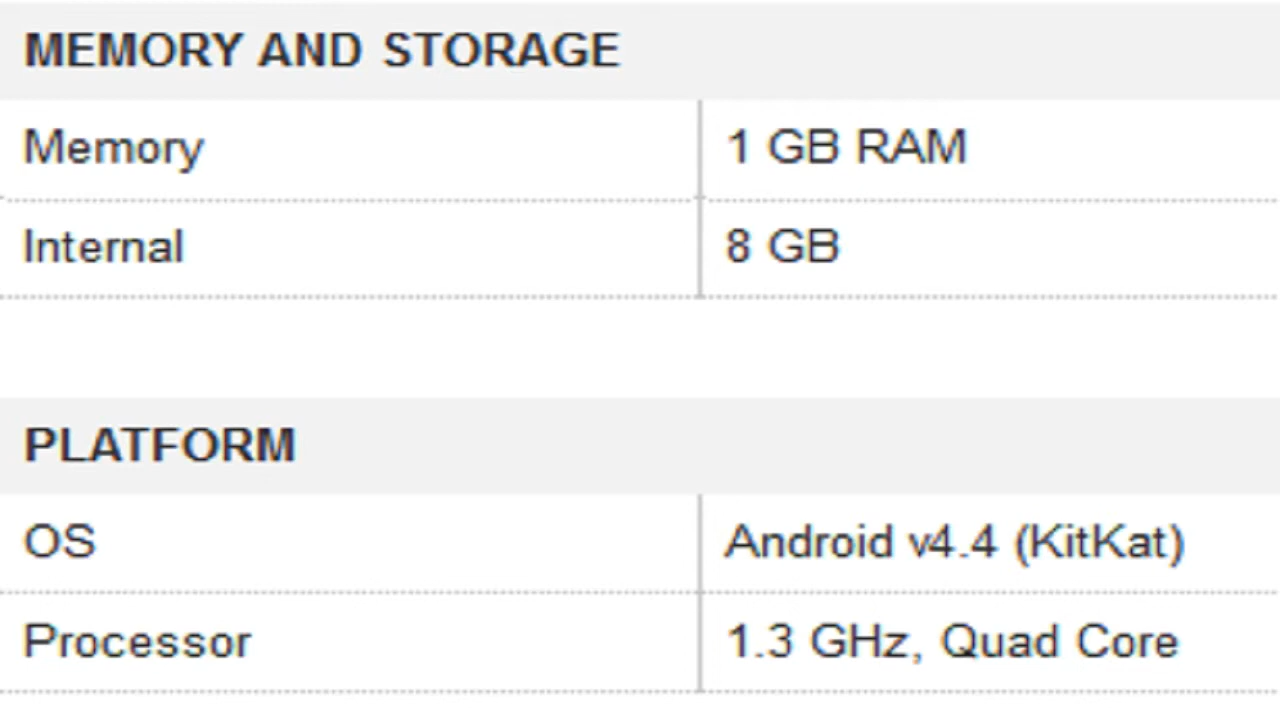 MEMORY AND STORAGE
Memory 1 GB RAM
Internal 8 GB
PLATFORM
OS Android v4.4 (KitKat)
Processor 1.3 GHz, Quad Core